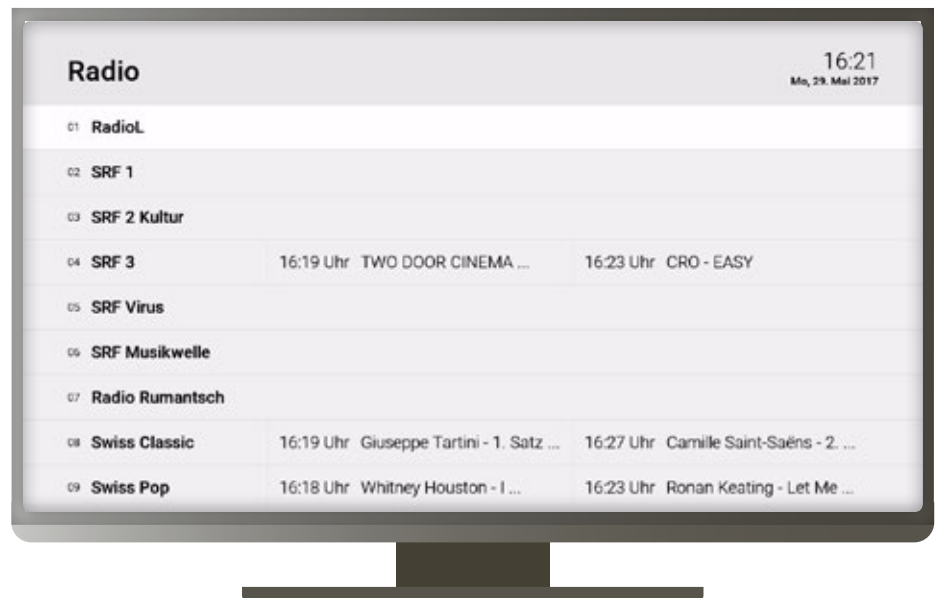 Radio
16:21
Mo, 29. Mai 2017
01 RadioL
02 SRF 1
03 SRF 2 Kultur
04 SRF 3 16:19 Uhr TWO DOOR CINEMA ... 16:23 Uhr CRO - EASY
05 SRF Virus
06 SRF Musikwelle
07 Radio Rumantsch
08 Swiss Classic 16:19 Uhr Giuseppe Tartini - 1. Satz ... 16:27 Uhr Camille Saint-Saëns - 2. ...
09 Swiss Pop 16:18 Uhr Whitney Houston - I ... 16:23 Uhr Ronan Keating - Let Me ...